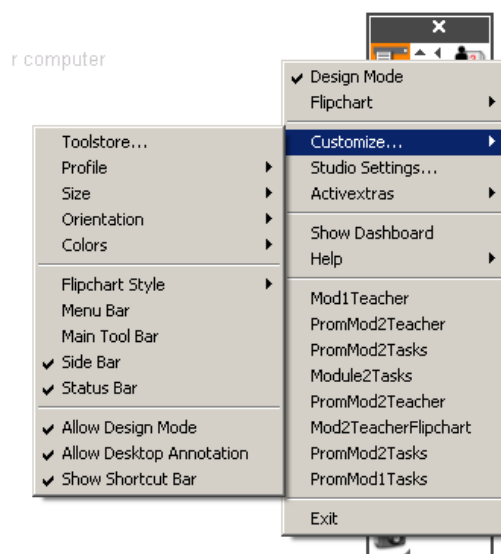 r computer
Design Mode
Flipchart
Customize...
Studio Settings...
Activextras
Show Dashboard
Help
Mod1Teacher
PromMod2Teacher
PromMod2Tasks
Module2Tasks
PromMod2Teacher
Mod2TeacherFlipchart
PromMod2Tasks
PromMod1Tasks
Exit
Toolstore...
Profile
Size
Orientation
Colors
Flipchart Style
Menu Bar
Main Tool Bar
Side Bar
Status Bar
Allow Design Mode
Allow Desktop Annotation
Show Shortcut Bar